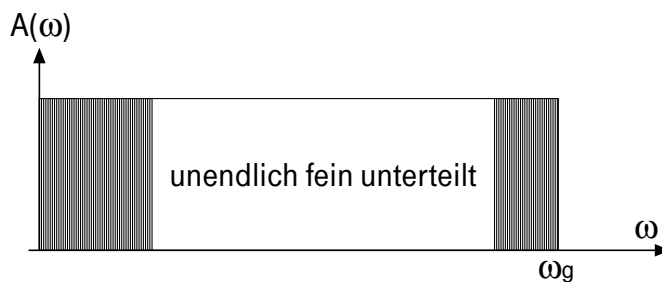 A(ω)
unendlich fein unterteilt
ω
ωg